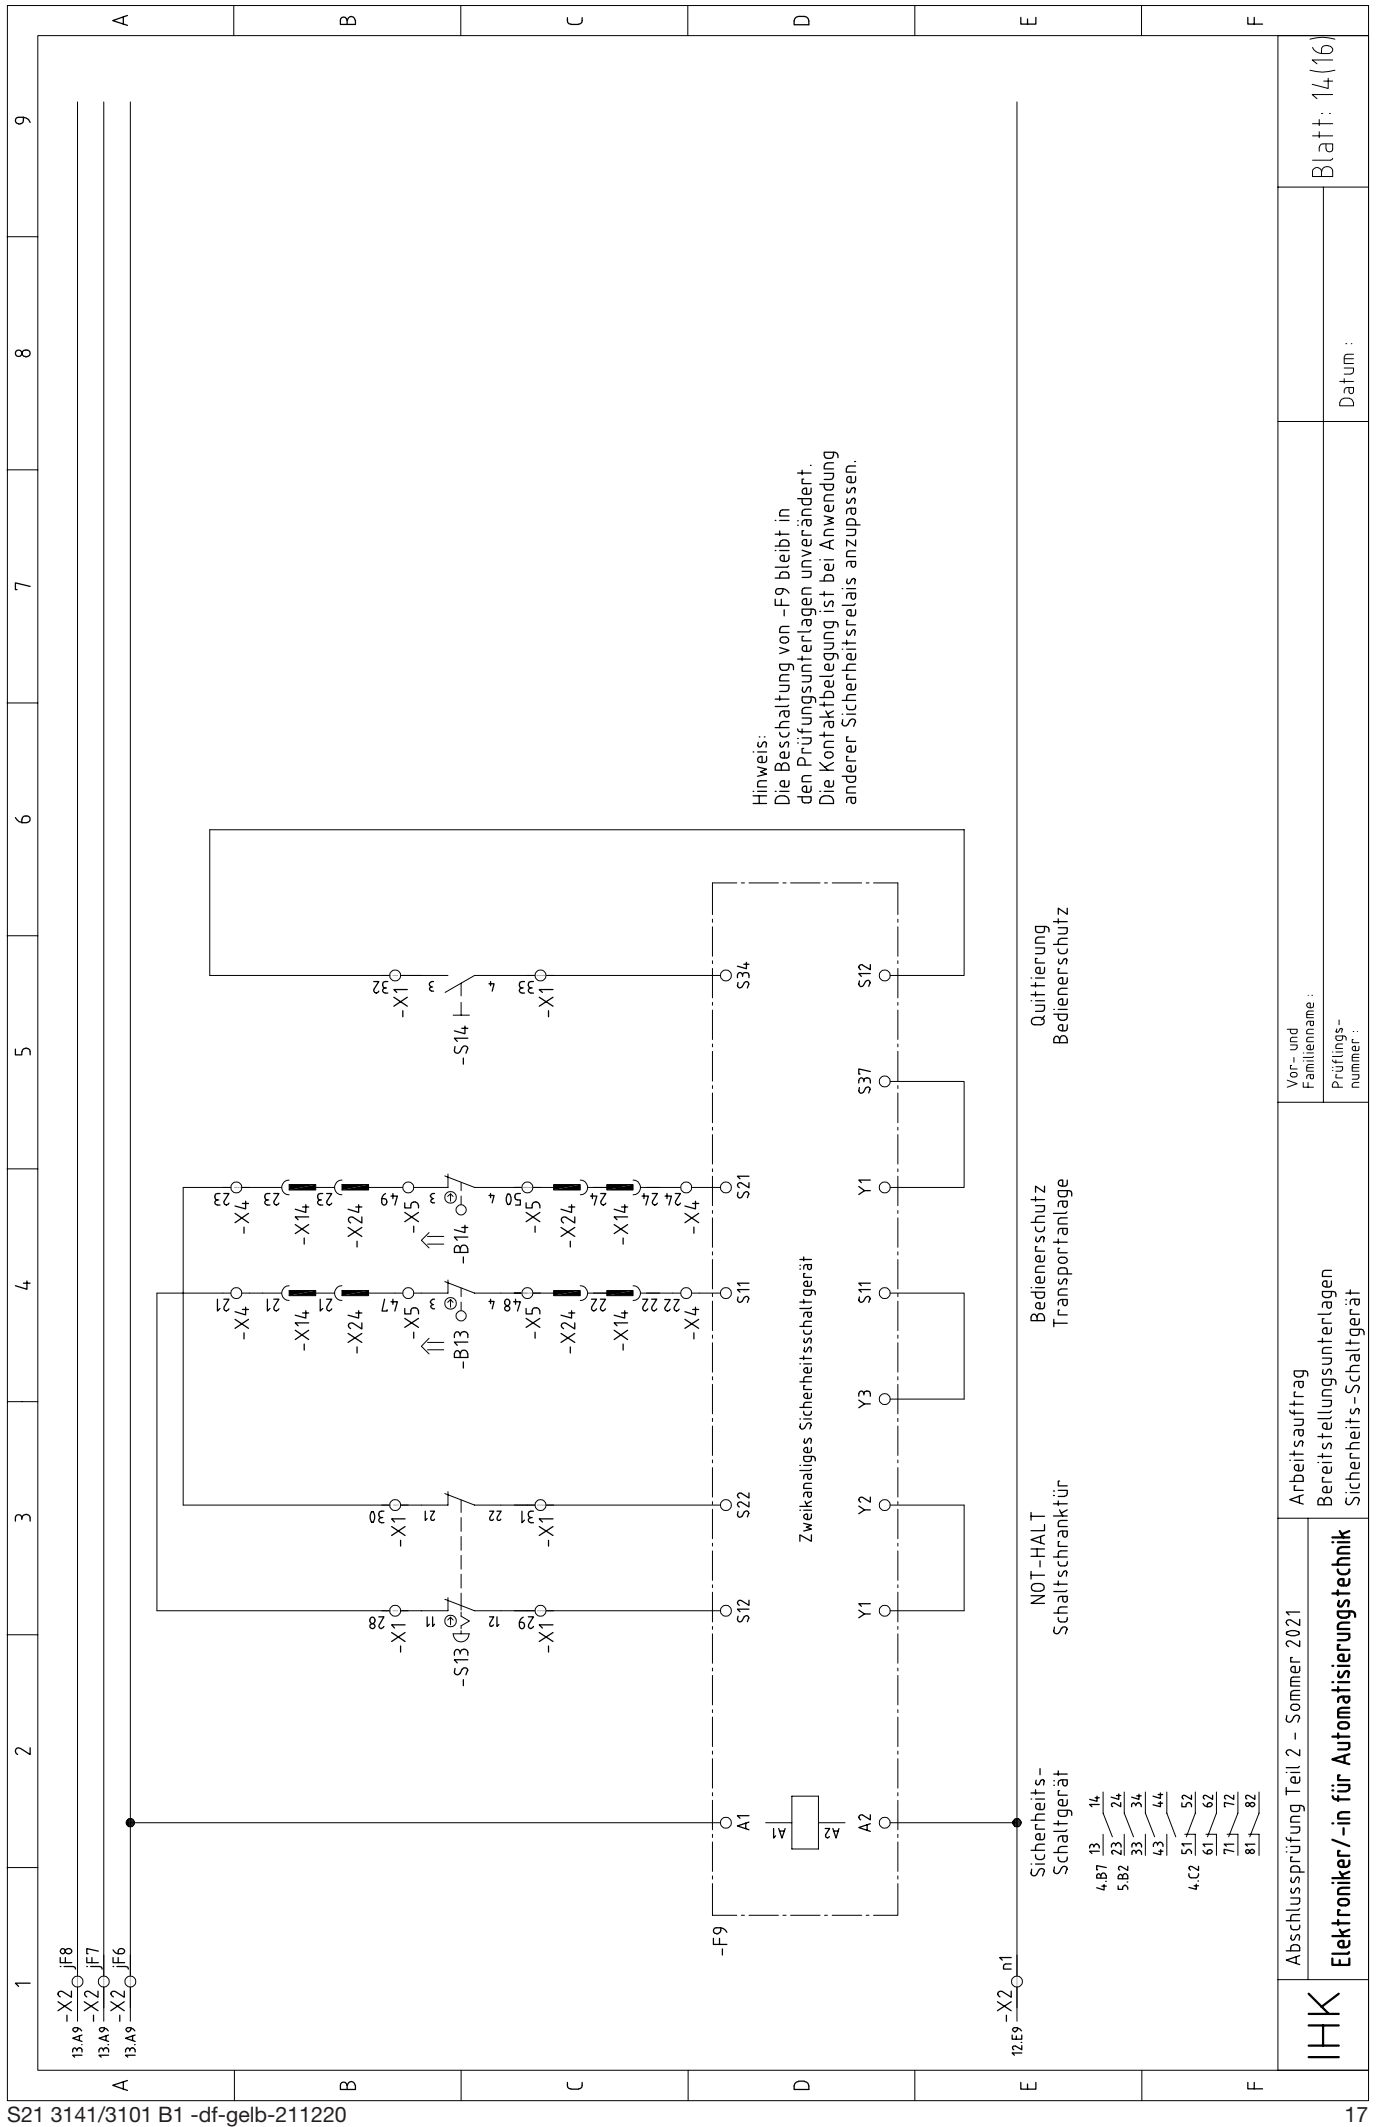 1 2 3 4 5 6 7 8 9
A A
B B
C C
D D
E E
F F
13.A9 -X2 jF8
13.A9 -X2 jF7
13.A9 -X2 jF6
-X1 28
-S13 11 12
-X1 29
-X1 30
21 22
-X1 31
-X4 21
-X14 21
-X24 21
-X5 47
-B13 3 4
-X5 48
-X24
-X14 22
-X4 22 22
-X4 23
-X14 23
-X24 23
-X5 49
-B14 3 4
-X5 50
-X24
-X14 24
-X4 24 24
-X1 32
-S14 3 4
-X1 33
-F9
A1 S12 S22 S11 S21 S34
A1
A2
Zweikanaliges Sicherheitsschaltgerät
A2 Y1 Y2 Y3 S11 Y1 S37 S12
Hinweis:
Die Beschaltung von -F9 bleibt in
den Prüfungsunterlagen unverändert.
Die Kontaktbelegung ist bei Anwendung
anderer Sicherheitsrelais anzupassen.
12.E9 -X2 n1
Sicherheits-
Schaltgerät
NOT-HALT
Schaltschranktür
Bedienerschutz
Transportanlage
Quittierung
Bedienerschutz
4.B7 13 14
5.B2 23 24
33 34
43 44
4.C2 51 52
61 62
71 72
81 82
IHK
Abschlussprüfung Teil 2 - Sommer 2021
Elektroniker/-in für Automatisierungstechnik
Arbeitsauftrag
Bereitstellungsunterlagen
Sicherheits-Schaltgerät
Vor- und
Familienname:
Prüflings-
nummer:
Datum:
Blatt: 14(16)
S21 3141/3101 B1 -df-gelb-211220
17